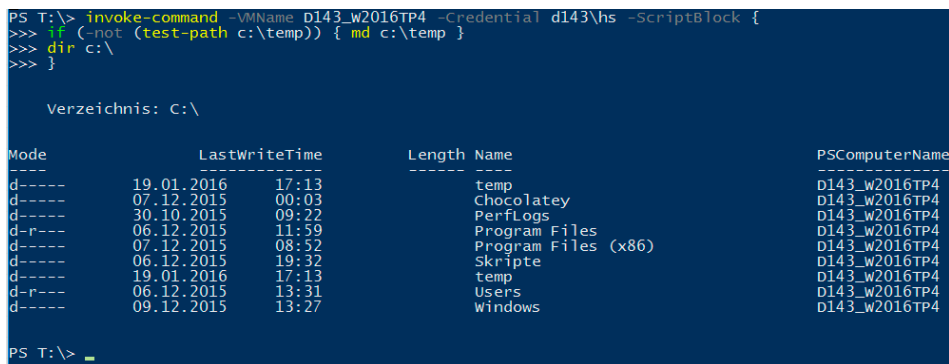 PS T:\> invoke-command -VMName D143_W2016TP4 -Credential d143\hs -ScriptBlock {
>>> if (-not (test-path c:\temp)) { md c:\temp }
>>> dir c:\
>>> }
Verzeichnis: C:\
Mode LastWriteTime Length Name PSComputerName
---- ------------- ------ ---- --------------
d----- 19.01.2016 17:13 temp D143_W2016TP4
d----- 07.12.2015 00:03 Chocolatey D143_W2016TP4
d----- 30.10.2015 09:22 PerfLogs D143_W2016TP4
d-r--- 06.12.2015 11:59 Program Files D143_W2016TP4
d----- 07.12.2015 08:52 Program Files (x86) D143_W2016TP4
d----- 06.12.2015 19:32 Skripte D143_W2016TP4
d----- 19.01.2016 17:13 temp D143_W2016TP4
d-r--- 06.12.2015 13:31 Users D143_W2016TP4
d----- 09.12.2015 13:27 Windows D143_W2016TP4
PS T:\> _